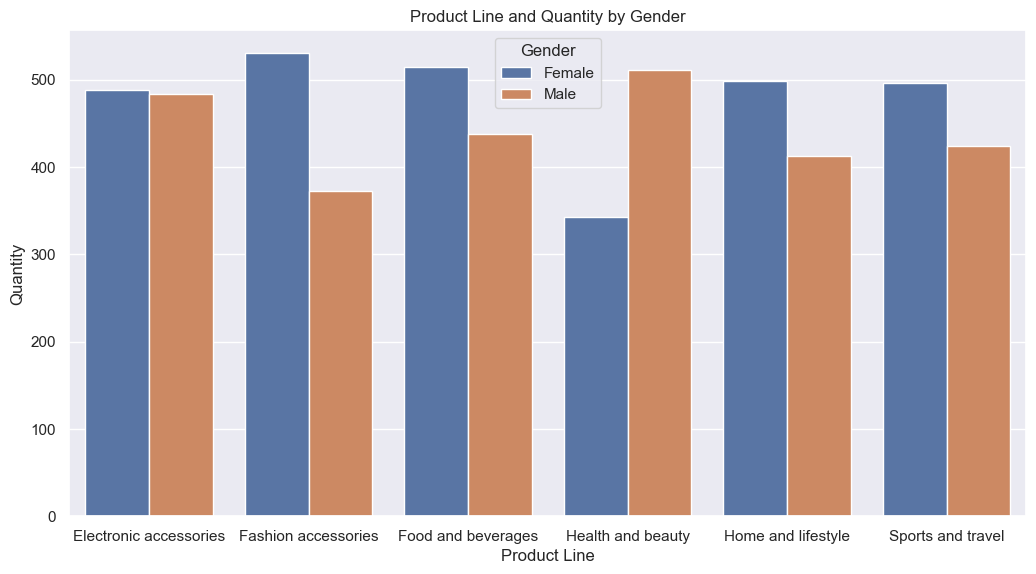 Product Line and Quantity by Gender
Gender
Female
Male
Quantity
500
400
300
200
100
0
Electronic accessories Fashion accessories Food and beverages Health and beauty Home and lifestyle Sports and travel
Product Line